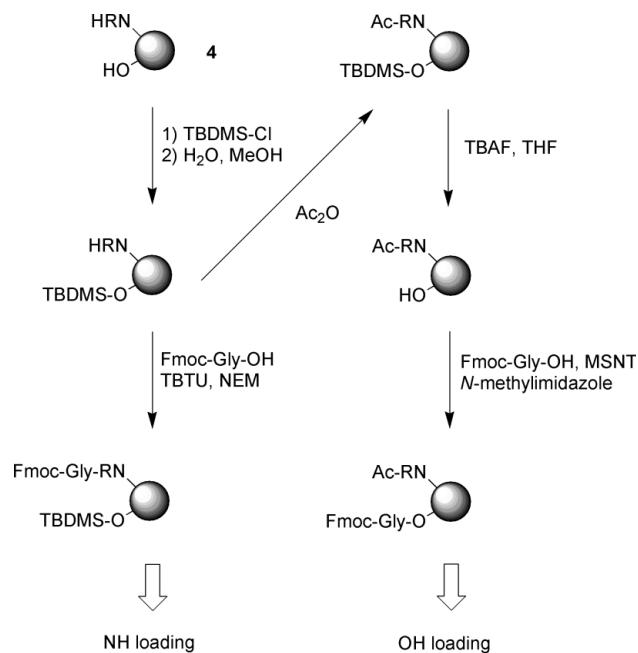 HRN
HO
4
Ac-RN
TBDMS-O
1) TBDMS-Cl
2) H₂O, MeOH
TBAF, THF
Ac₂O
HRN
TBDMS-O
Ac-RN
HO
Fmoc-Gly-OH
TBTU, NEM
Fmoc-Gly-OH, MSNT
N-methylimidazole
Fmoc-Gly-RN
TBDMS-O
Ac-RN
Fmoc-Gly-O
NH loading
OH loading